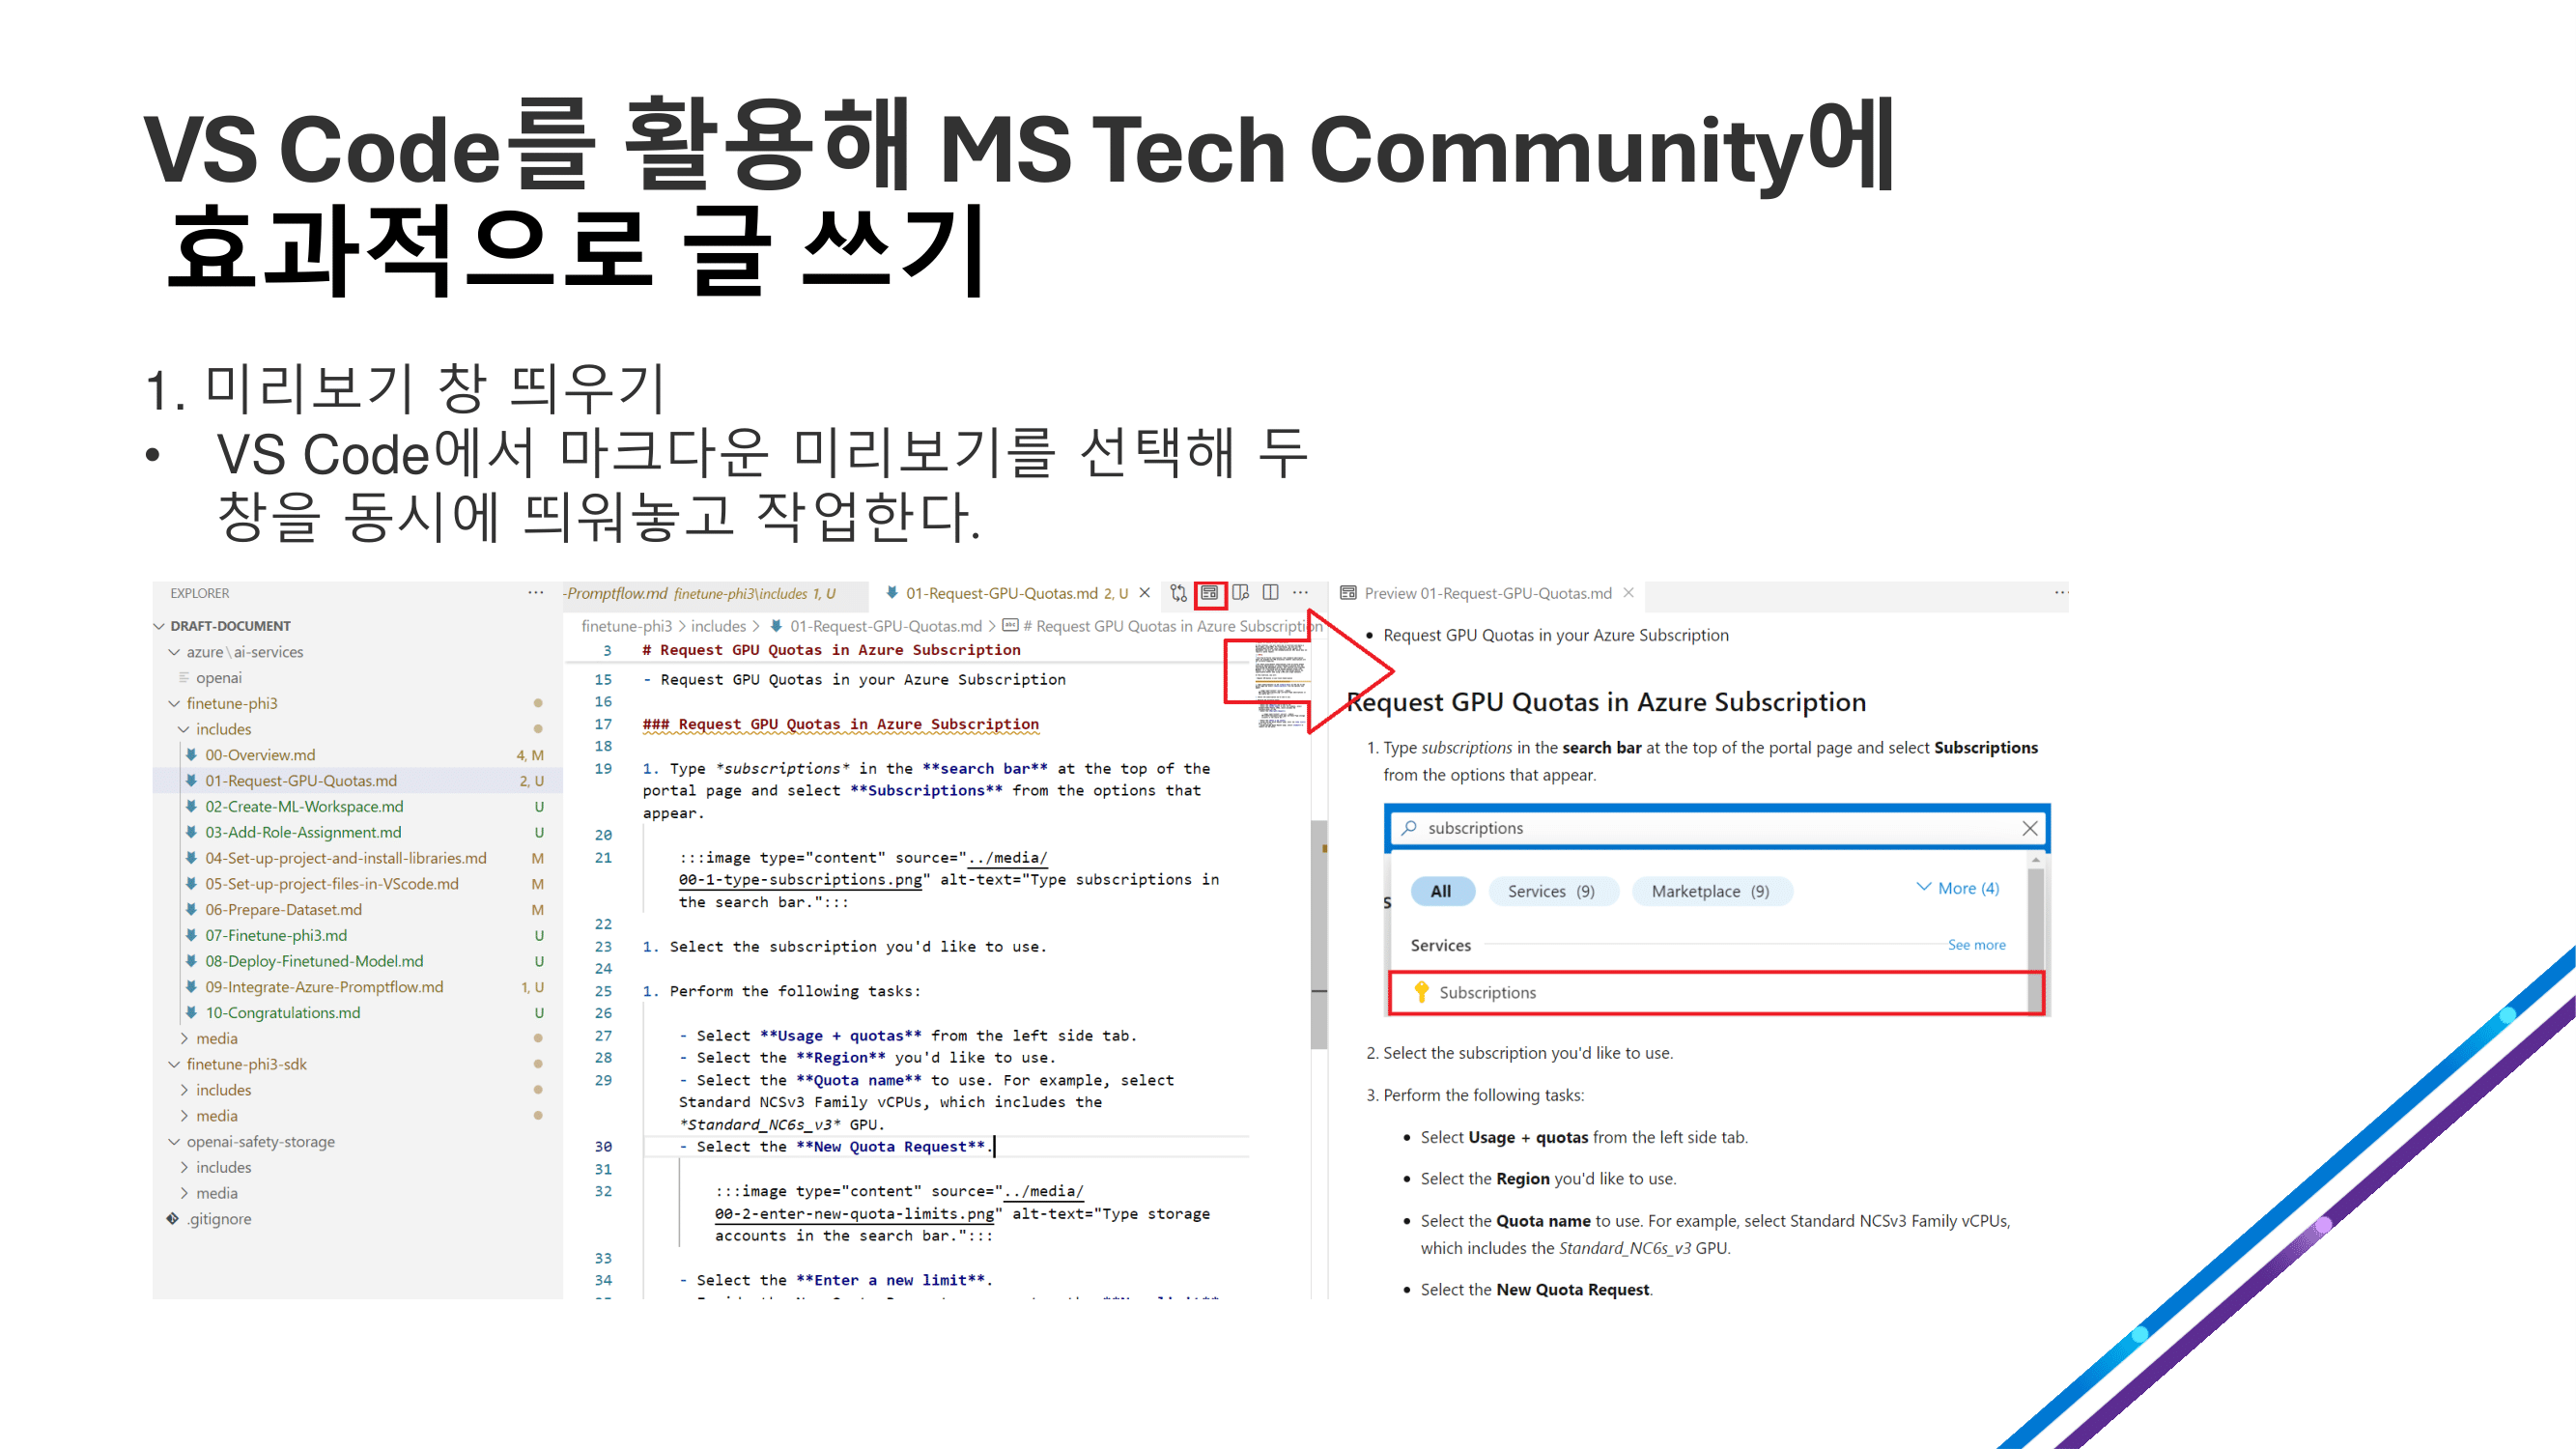 VS Code를 활용해 MS Tech Community에
효과적으로 글 쓰기
1. 미리보기 창 띄우기
• VS Code에서 마크다운 미리보기를 선택해 두
창을 동시에 띄워놓고 작업한다.
EXPLORER
DRAFT-DOCUMENT
azure\ai-services
openai
finetune-phi3
includes
00-Overview.md 4, M
01-Request-GPU-Quotas.md 2, U
02-Create-ML-Workspace.md U
03-Add-Role-Assignment.md U
04-Set-up-project-and-install-libraries.md M
05-Set-up-project-files-in-VScode.md M
06-Prepare-Dataset.md M
07-Finetune-phi3.md U
08-Deploy-Finetuned-Model.md U
09-Integrate-Azure-Promptflow.md 1, U
10-Congratulations.md U
media
finetune-phi3-sdk
includes
media
openai-safety-storage
includes
media
.gitignore
-Promptflow.md finetune-phi3\includes 1, U
01-Request-GPU-Quotas.md 2, U
finetune-phi3 > includes > 01-Request-GPU-Quotas.md > # Request GPU Quotas in Azure Subscription
3 # Request GPU Quotas in Azure Subscription
15 - Request GPU Quotas in your Azure Subscription
16
17 ### Request GPU Quotas in Azure Subscription
18
19 1. Type *subscriptions* in the **search bar** at the top of the
portal page and select **Subscriptions** from the options that
appear.
20
21 :::image type="content" source="../media/
00-1-type-subscriptions.png" alt-text="Type subscriptions in
the search bar.":::
22
23 1. Select the subscription you'd like to use.
24
25 1. Perform the following tasks:
26
27 - Select **Usage + quotas** from the left side tab.
28 - Select the **Region** you'd like to use.
29 - Select the **Quota name** to use. For example, select
Standard NCSv3 Family vCPUs, which includes the
*Standard_NC6s_v3* GPU.
30 - Select the **New Quota Request**.
31
32 :::image type="content" source="../media/
00-2-enter-new-quota-limits.png" alt-text="Type storage
accounts in the search bar.":::
33
34 - Select the **Enter a new limit**.
Preview 01-Request-GPU-Quotas.md
• Request GPU Quotas in your Azure Subscription
Request GPU Quotas in Azure Subscription
1. Type subscriptions in the search bar at the top of the portal page and select Subscriptions
from the options that appear.
subscriptions
All Services (9) Marketplace (9) More (4)
Services See more
Subscriptions
2. Select the subscription you'd like to use.
3. Perform the following tasks:
• Select Usage + quotas from the left side tab.
• Select the Region you'd like to use.
• Select the Quota name to use. For example, select Standard NCSv3 Family vCPUs,
which includes the Standard_NC6s_v3 GPU.
• Select the New Quota Request.